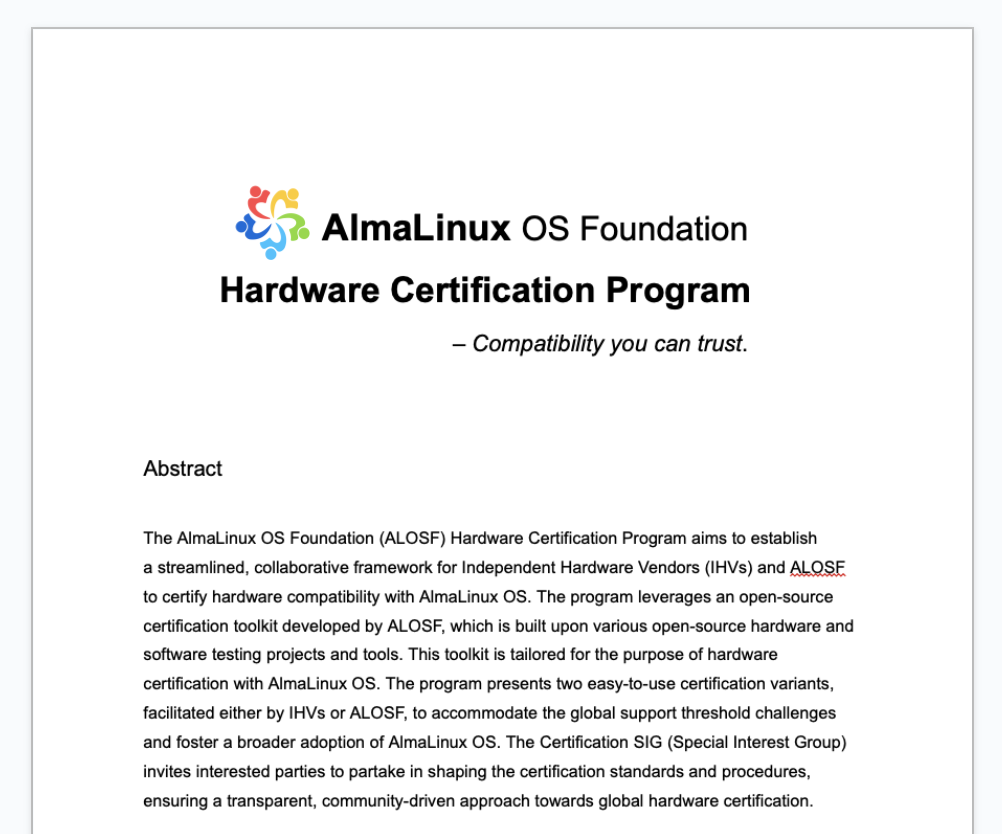 AlmaLinux OS Foundation
Hardware Certification Program
– Compatibility you can trust.
Abstract
The AlmaLinux OS Foundation (ALOSF) Hardware Certification Program aims to establish
a streamlined, collaborative framework for Independent Hardware Vendors (IHVs) and ALOSF
to certify hardware compatibility with AlmaLinux OS. The program leverages an open-source
certification toolkit developed by ALOSF, which is built upon various open-source hardware and
software testing projects and tools. This toolkit is tailored for the purpose of hardware
certification with AlmaLinux OS. The program presents two easy-to-use certification variants,
facilitated either by IHVs or ALOSF, to accommodate the global support threshold challenges
and foster a broader adoption of AlmaLinux OS. The Certification SIG (Special Interest Group)
invites interested parties to partake in shaping the certification standards and procedures,
ensuring a transparent, community-driven approach towards global hardware certification.